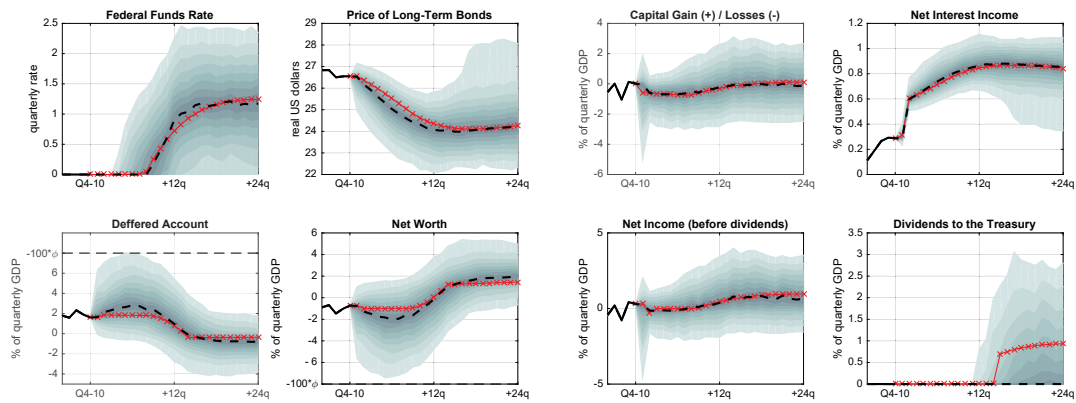 Federal Funds Rate
quarterly rate
2.5
2
1.5
1
0.5
0
Q4-10
+12q
+24q
Price of Long-Term Bonds
real US dollars
29
28
27
26
25
24
23
22
Q4-10
+12q
+24q
Capital Gain (+) / Losses (-)
% of quarterly GDP
4
2
0
-2
-4
-6
Q4-10
+12q
+24q
Net Interest Income
% of quarterly GDP
1.2
1
0.8
0.6
0.4
0.2
0
Q4-10
+12q
+24q
Deffered Account
% of quarterly GDP
12
-100*ϕ
8
6
4
2
0
-2
-4
Q4-10
+12q
+24q
Net Worth
% of quarterly GDP
6
4
2
0
-2
-4
-6
-100*ϕ
Q4-10
+12q
+24q
Net Income (before dividends)
% of quarterly GDP
5
0
-5
Q4-10
+12q
+24q
Dividends to the Treasury
% of quarterly GDP
3.5
3
2.5
2
1.5
1
0.5
0
Q4-10
+12q
+24q